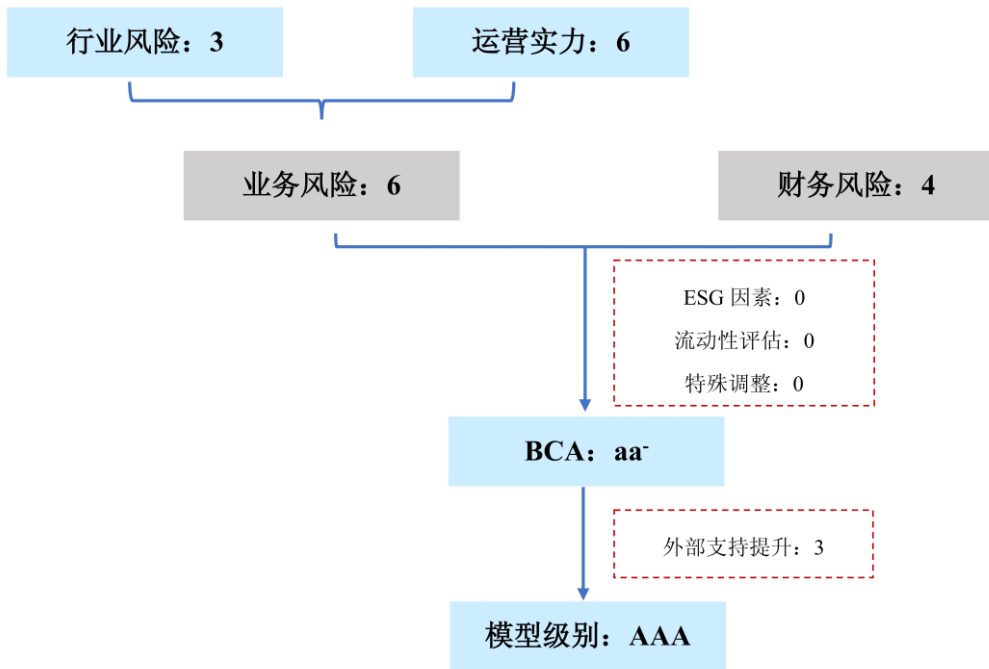 行业风险：3
运营实力：6
业务风险：6
财务风险：4
ESG 因素：0
流动性评估：0
特殊调整：0
BCA：aa-
外部支持提升：3
模型级别：AAA